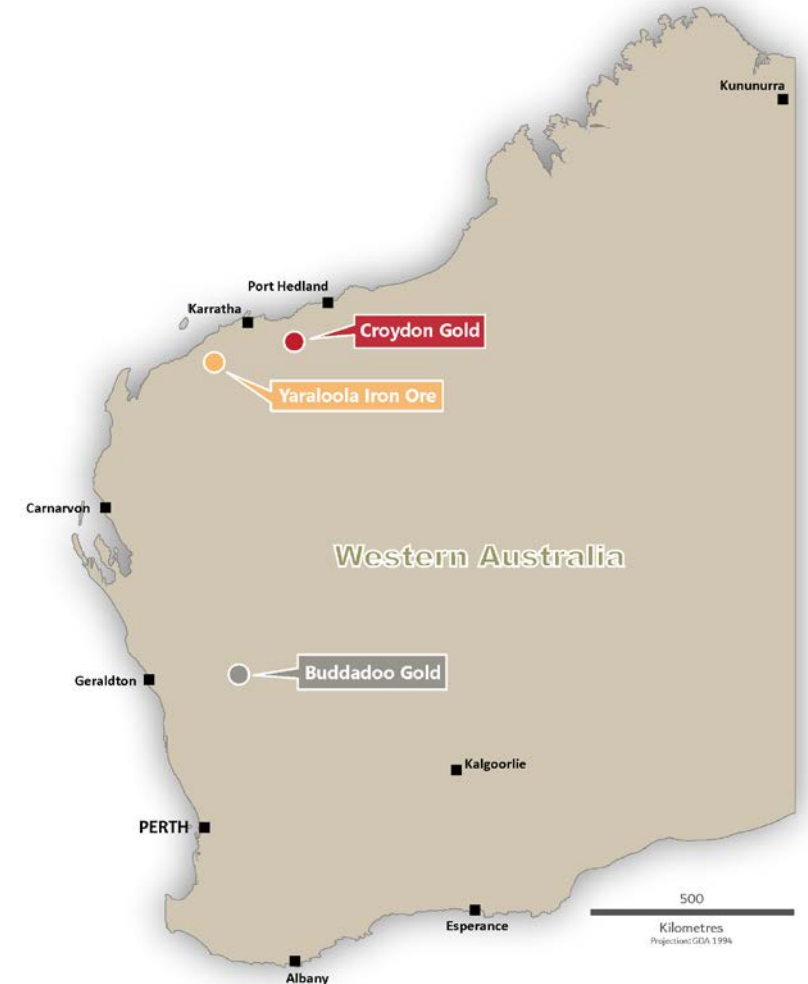 Kununurra
Port Hedland
Karratha
Croydon Gold
Yaraloola Iron Ore
Carnarvon
Western Australia
Buddadoo Gold
Geraldton
Kalgoorlie
PERTH
500
Esperance
Kilometres
Projection: GDA 1994
Albany